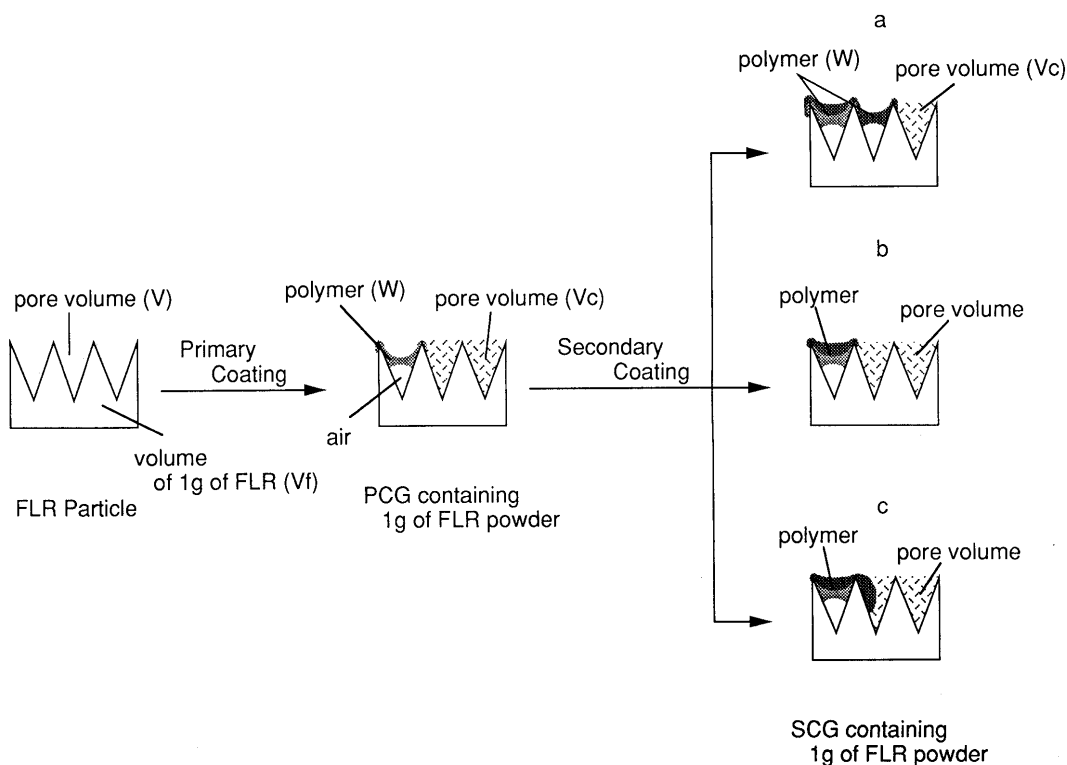 a
polymer (W)
pore volume (Vc)
b
polymer
pore volume
pore volume (V)
polymer (W)
pore volume (Vc)
Primary
Coating
Secondary
Coating
air
volume
of 1g of FLR (Vf)
FLR Particle
PCG containing
1g of FLR powder
c
polymer
pore volume
SCG containing
1g of FLR powder